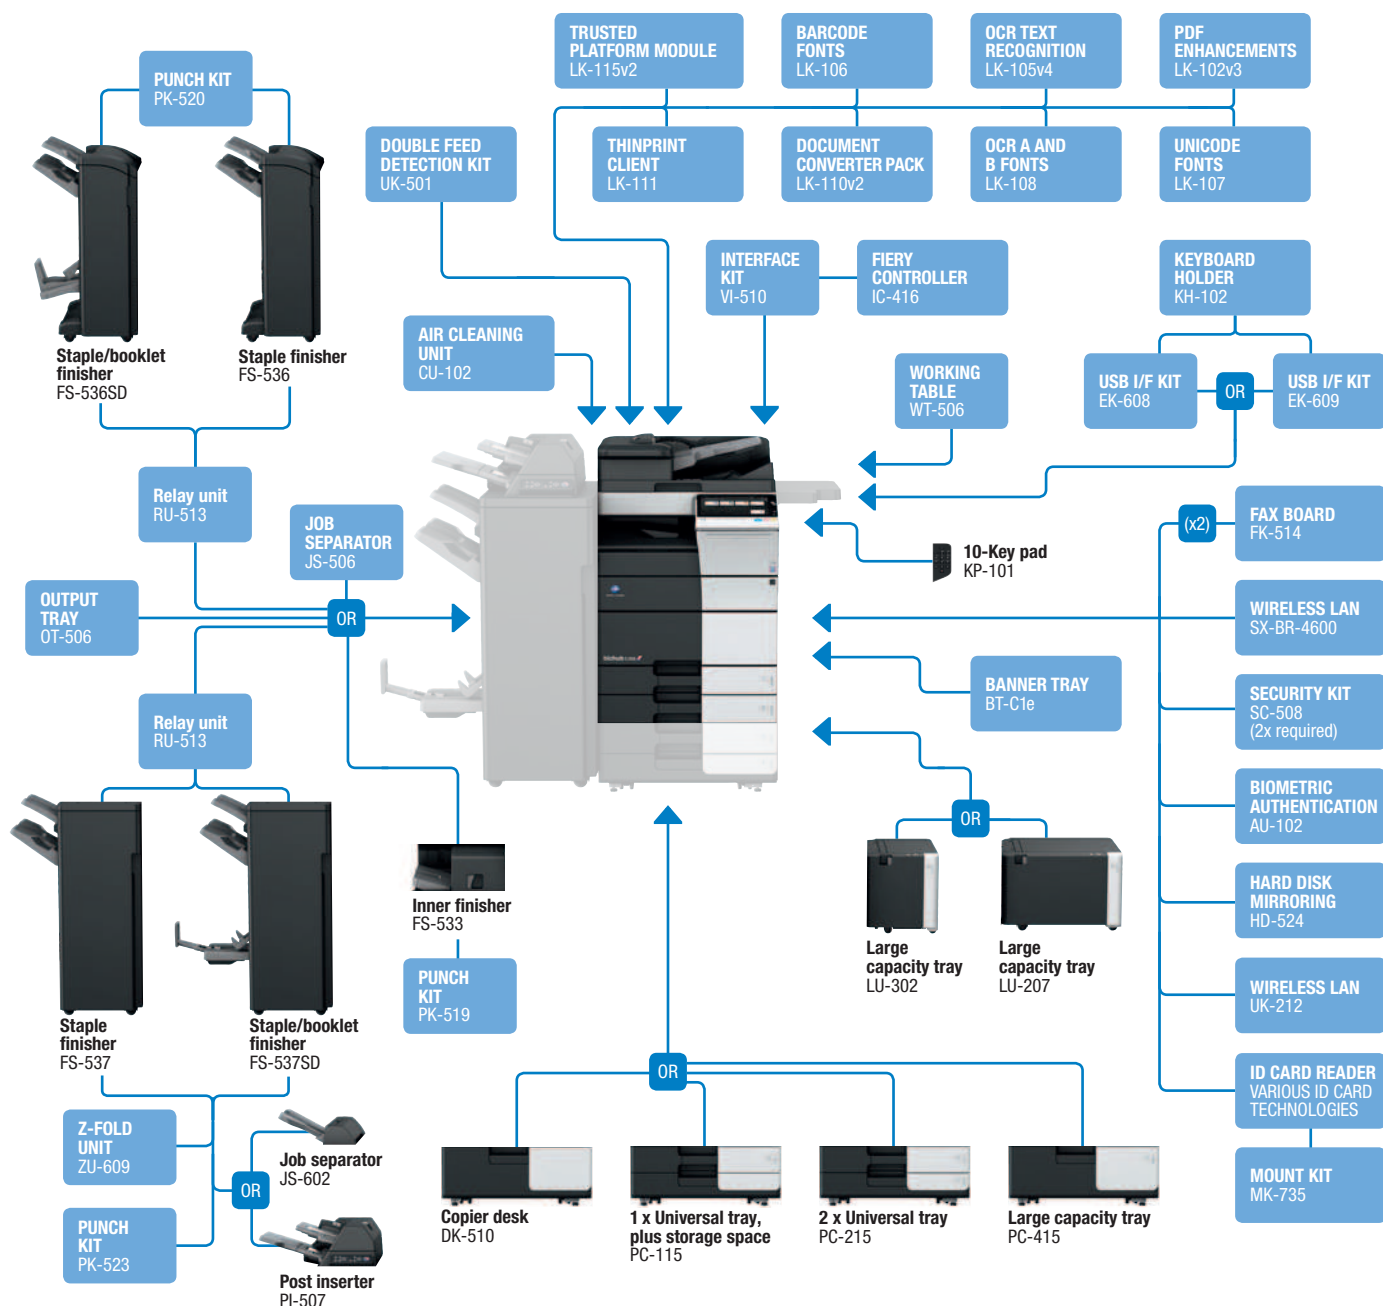 TRUSTED
PLATFORM MODULE
LK-115v2
BARCODE
FONTS
LK-106
OCR TEXT
RECOGNITION
LK-105v4
PDF
ENHANCEMENTS
LK-102v3
PUNCH KIT
PK-520
DOUBLE FEED
DETECTION KIT
UK-501
THINPRINT
CLIENT
LK-111
DOCUMENT
CONVERTER PACK
LK-110v2
OCR A AND
B FONTS
LK-108
UNICODE
FONTS
LK-107
INTERFACE
KIT
VI-510
FIERY
CONTROLLER
IC-416
KEYBOARD
HOLDER
KH-102
AIR CLEANING
UNIT
CU-102
Staple/booklet
finisher
FS-536SD
Staple finisher
FS-536
WORKING
TABLE
WT-506
USB I/F KIT
EK-608
OR
USB I/F KIT
EK-609
Relay unit
RU-513
JOB
SEPARATOR
JS-506
(x2)
FAX BOARD
FK-514
10-Key pad
KP-101
OUTPUT
TRAY
OT-506
OR
WIRELESS LAN
SX-BR-4600
bizhub
BANNER TRAY
BT-C1e
SECURITY KIT
SC-508
(2x required)
Relay unit
RU-513
BIOMETRIC
AUTHENTICATION
AU-102
OR
HARD DISK
MIRRORING
HD-524
Inner finisher
FS-533
Large
capacity tray
LU-302
Large
capacity tray
LU-207
PUNCH
KIT
PK-519
WIRELESS LAN
UK-212
Staple
finisher
FS-537
Staple/booklet
finisher
FS-537SD
OR
ID CARD READER
VARIOUS ID CARD
TECHNOLOGIES
Z-FOLD
UNIT
ZU-609
Job separator
JS-602
OR
MOUNT KIT
MK-735
PUNCH
KIT
PK-523
Post inserter
PI-507
Copier desk
DK-510
1 x Universal tray,
plus storage space
PC-115
2 x Universal tray
PC-215
Large capacity tray
PC-415